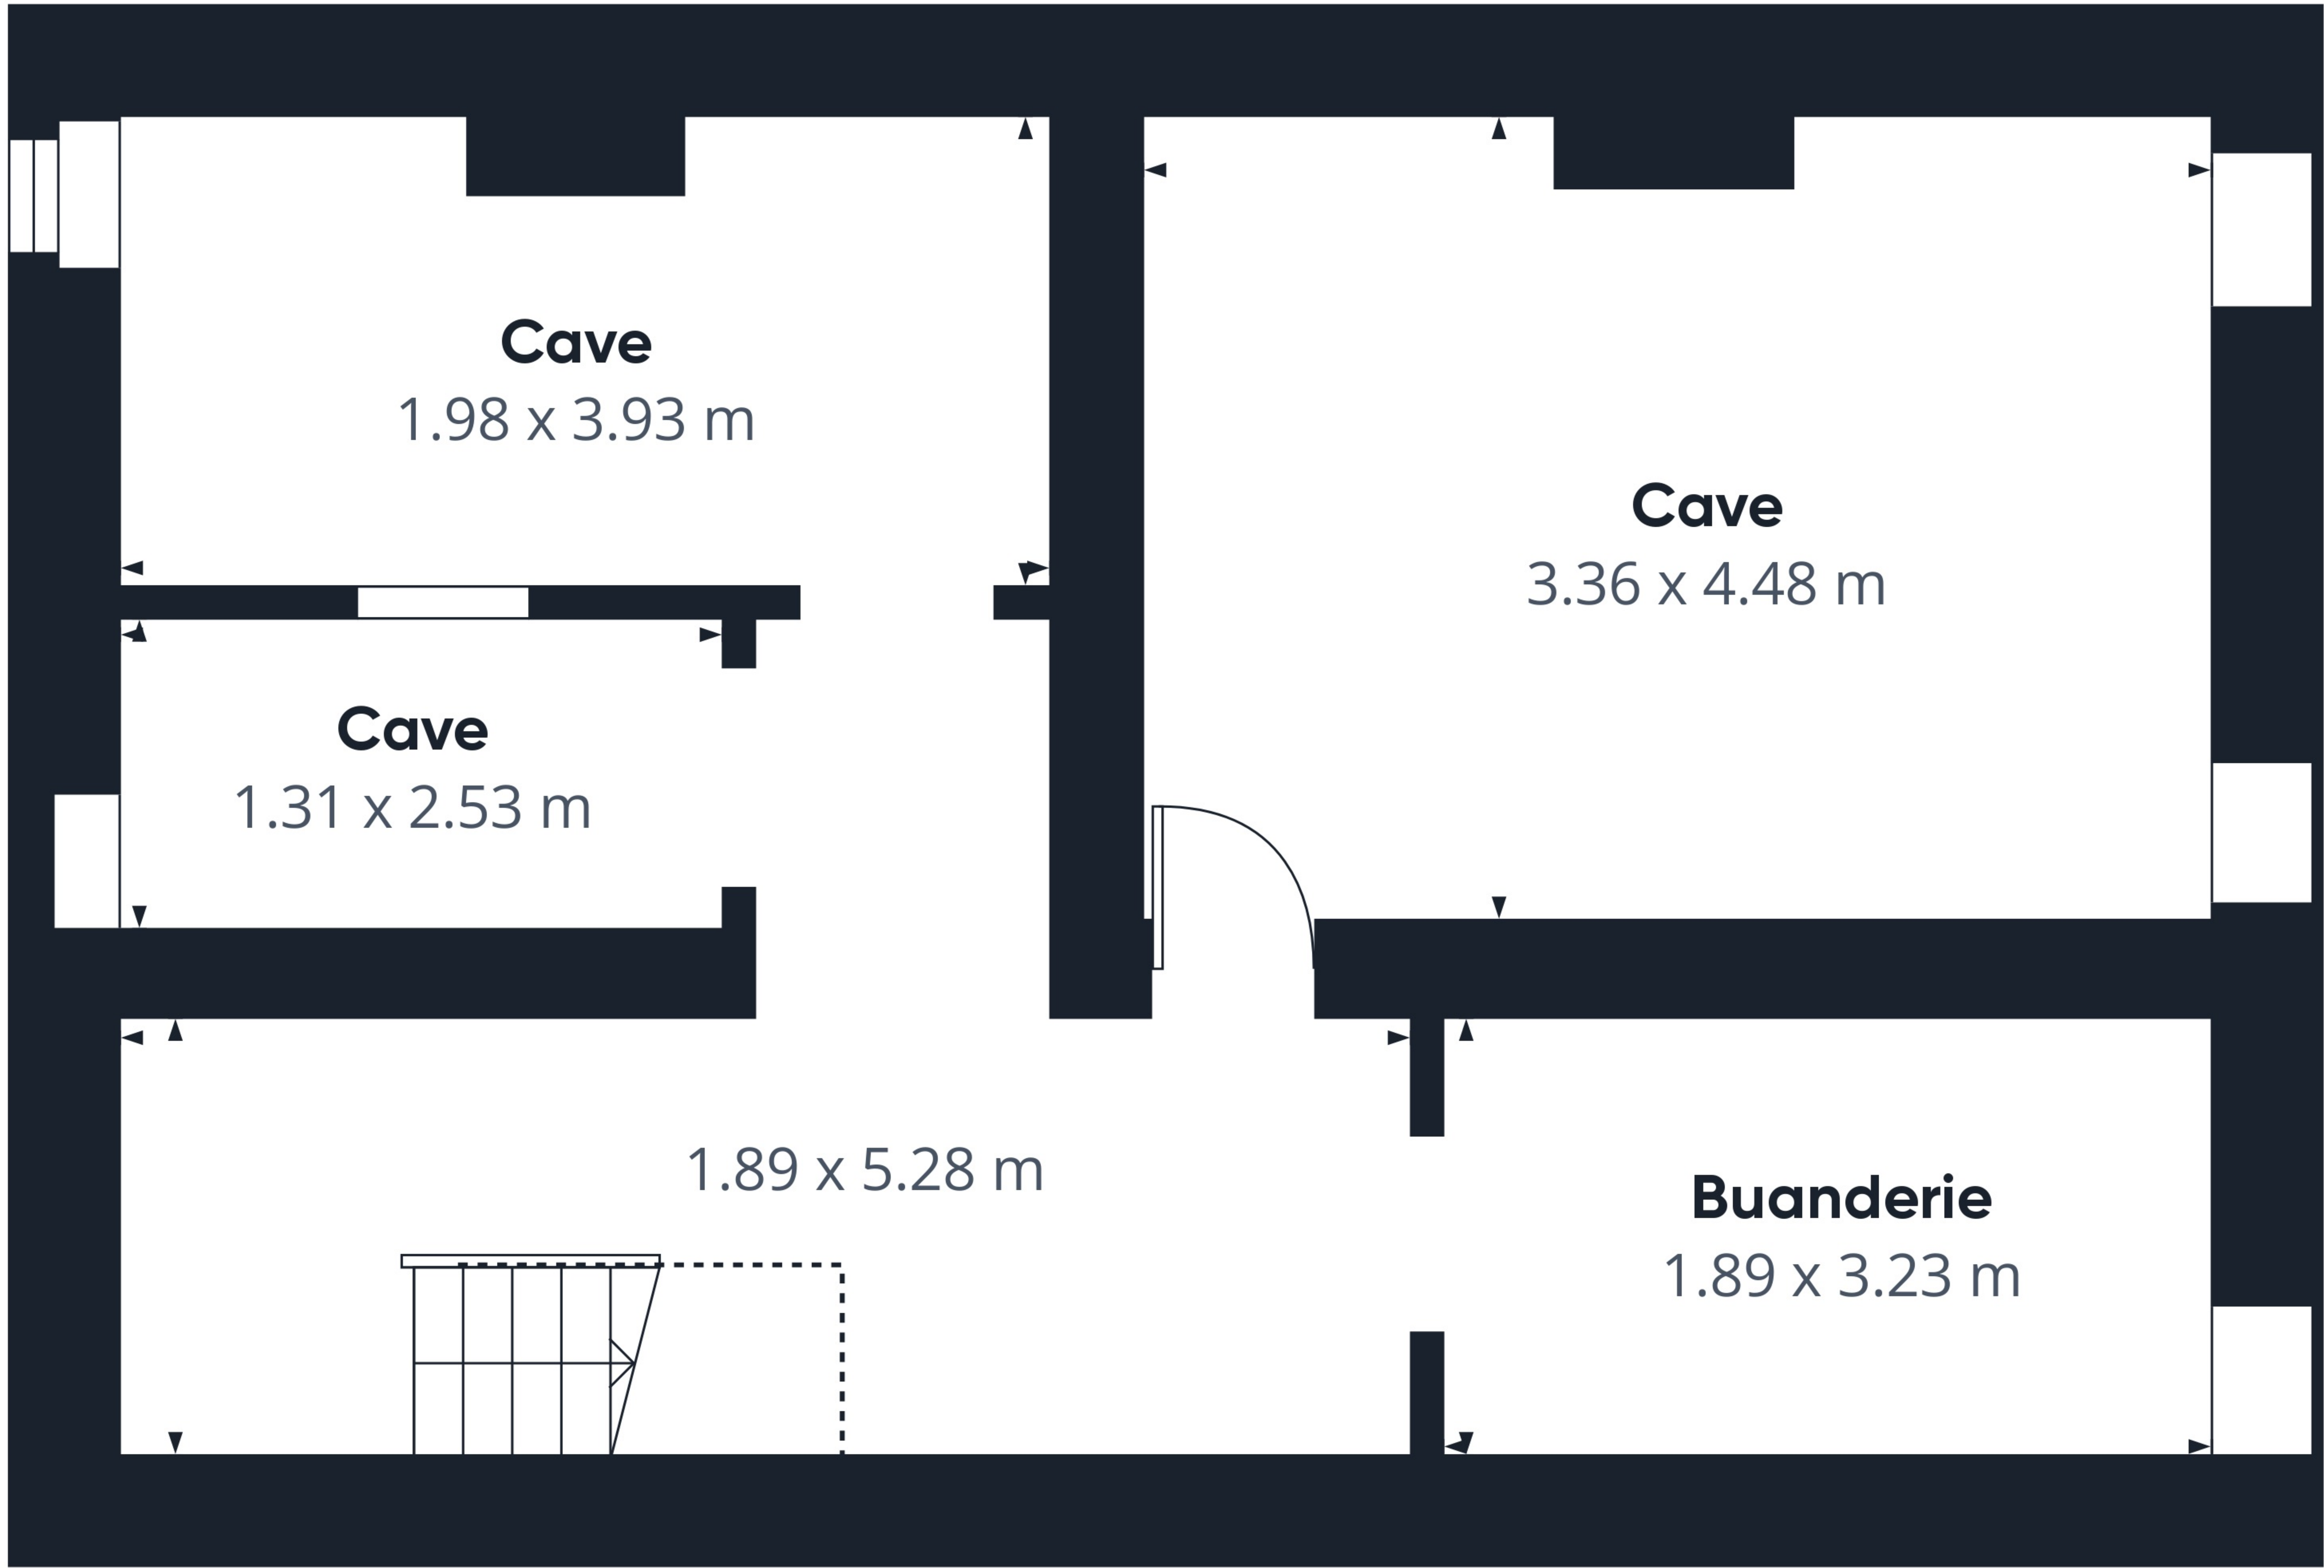 Cave
1.98 x 3.93 m
Cave
3.36 x 4.48 m
Cave
1.31 x 2.53 m
1.89 x 5.28 m
Buanderie
1.89 x 3.23 m